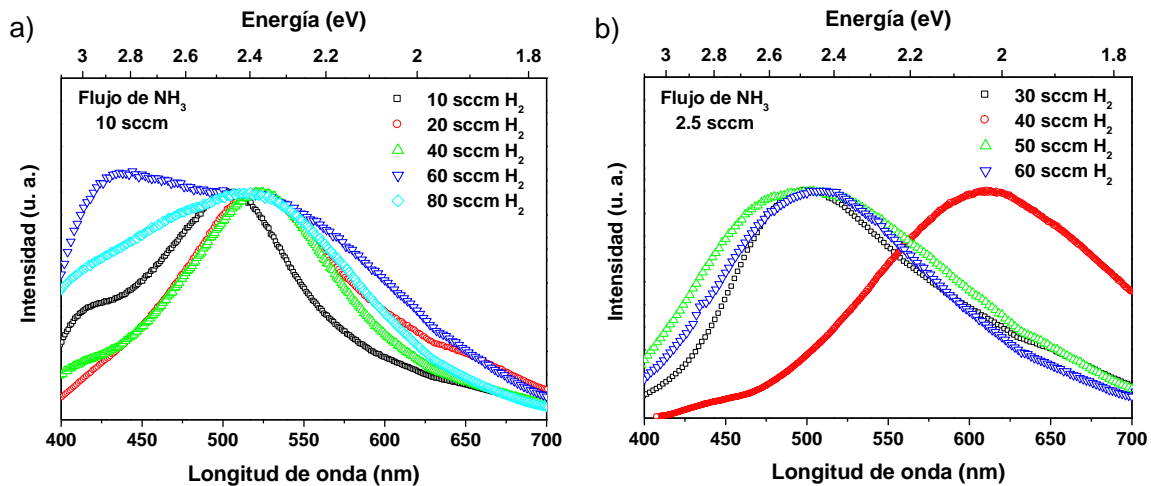 a)
Energía (eV)
3 2.8 2.6 2.4 2.2 2 1.8
Flujo de NH3
10 sccm
10 sccm H2
20 sccm H2
40 sccm H2
60 sccm H2
80 sccm H2
Intensidad (u. a.)
400 450 500 550 600 650 700
Longitud de onda (nm)
b)
Energía (eV)
3 2.8 2.6 2.4 2.2 2 1.8
Flujo de NH3
2.5 sccm
30 sccm H2
40 sccm H2
50 sccm H2
60 sccm H2
Intensidad (u. a.)
400 450 500 550 600 650 700
Longitud de onda (nm)